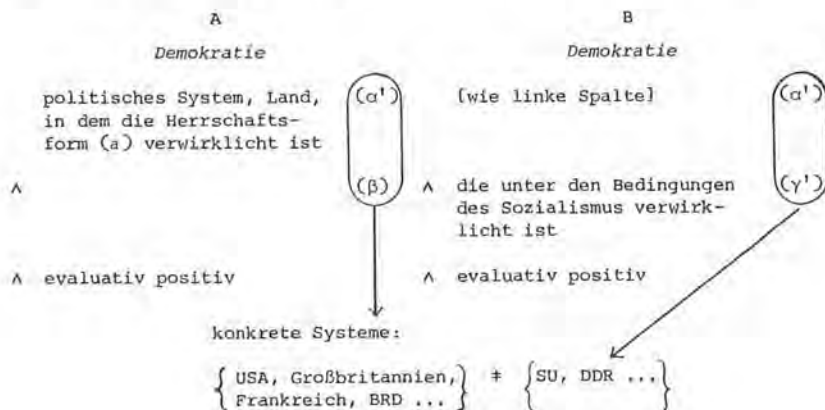 A B
Demokratie Demokratie
politisches System, Land, (α') [wie linke Spalte] (α')
in dem die Herrschafts-
form (a) verwirklicht ist
∧ (β) ∧ die unter den Bedingungen (γ')
des Sozialismus verwirk-
licht ist
∧ evaluativ positiv ∧ evaluativ positiv
konkrete Systeme:
{ USA, Großbritannien, } ǂ { SU, DDR ... }
Frankreich, BRD ...